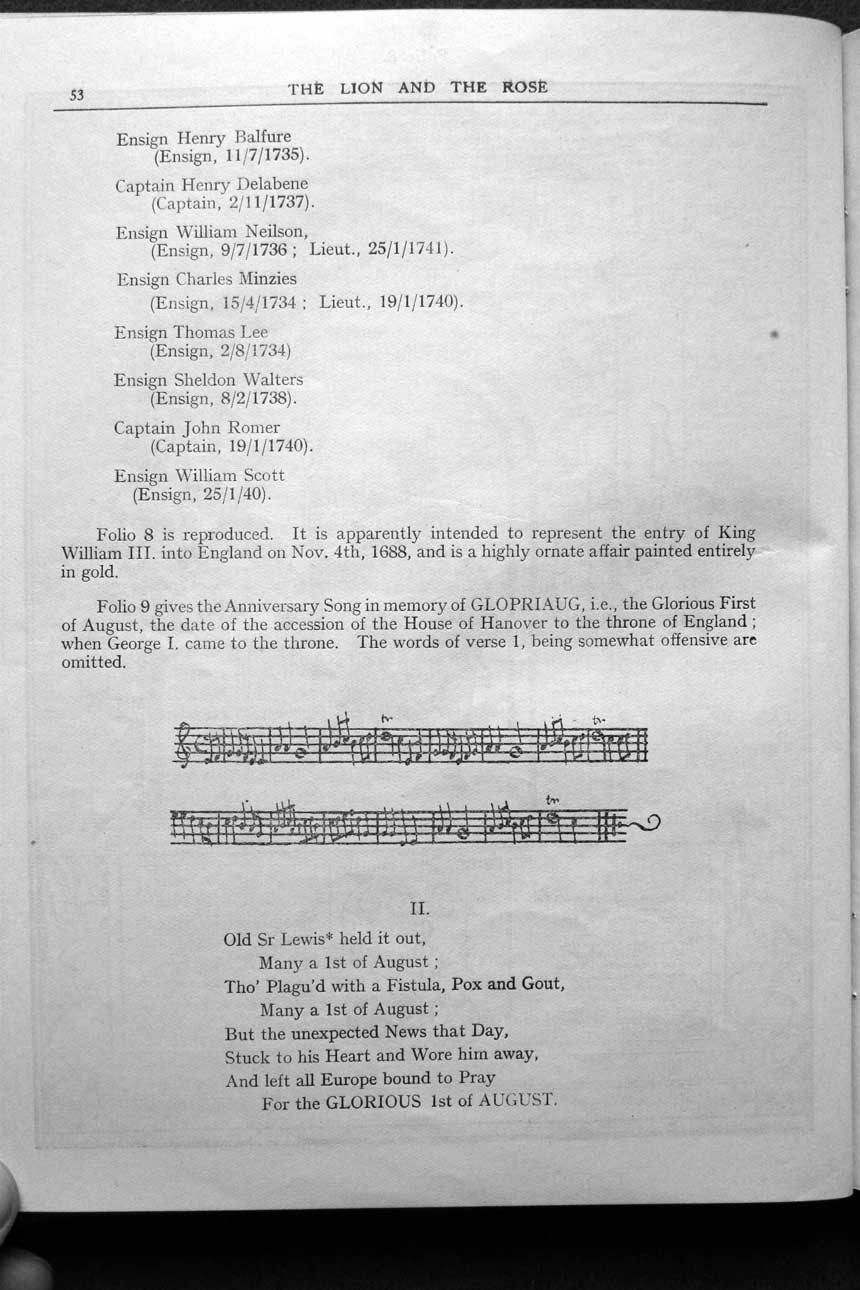 53
THE LION AND THE ROSE
Ensign Henry Balfure
(Ensign, 11/7/1735).
Captain Henry Delabene
(Captain, 2/11/1737).
Ensign William Neilson,
(Ensign, 9/7/1736 ; Lieut., 25/1/1741).
Ensign Charles Minzies
(Ensign, 15/4/1734 ; Lieut., 19/1/1740).
Ensign Thomas Lee
(Ensign, 2/8/1734)
Ensign Sheldon Walters
(Ensign, 8/2/1738).
Captain John Romer
(Captain, 19/1/1740).
Ensign William Scott
(Ensign, 25/1/40).
Folio 8 is reproduced. It is apparently intended to represent the entry of King
William III. into England on Nov. 4th, 1688, and is a highly ornate affair painted entirely
in gold.
Folio 9 gives the Anniversary Song in memory of GLOPRIAUG, i.e., the Glorious First
of August, the date of the accession of the House of Hanover to the throne of England ;
when George I. came to the throne. The words of verse 1, being somewhat offensive are
omitted.
tr tr
tr
II.
Old Sr Lewis* held it out,
Many a 1st of August ;
Tho' Plagu'd with a Fistula, Pox and Gout,
Many a 1st of August ;
But the unexpected News that Day,
Stuck to his Heart and Wore him away,
And left all Europe bound to Pray
For the GLORIOUS 1st of AUGUST.